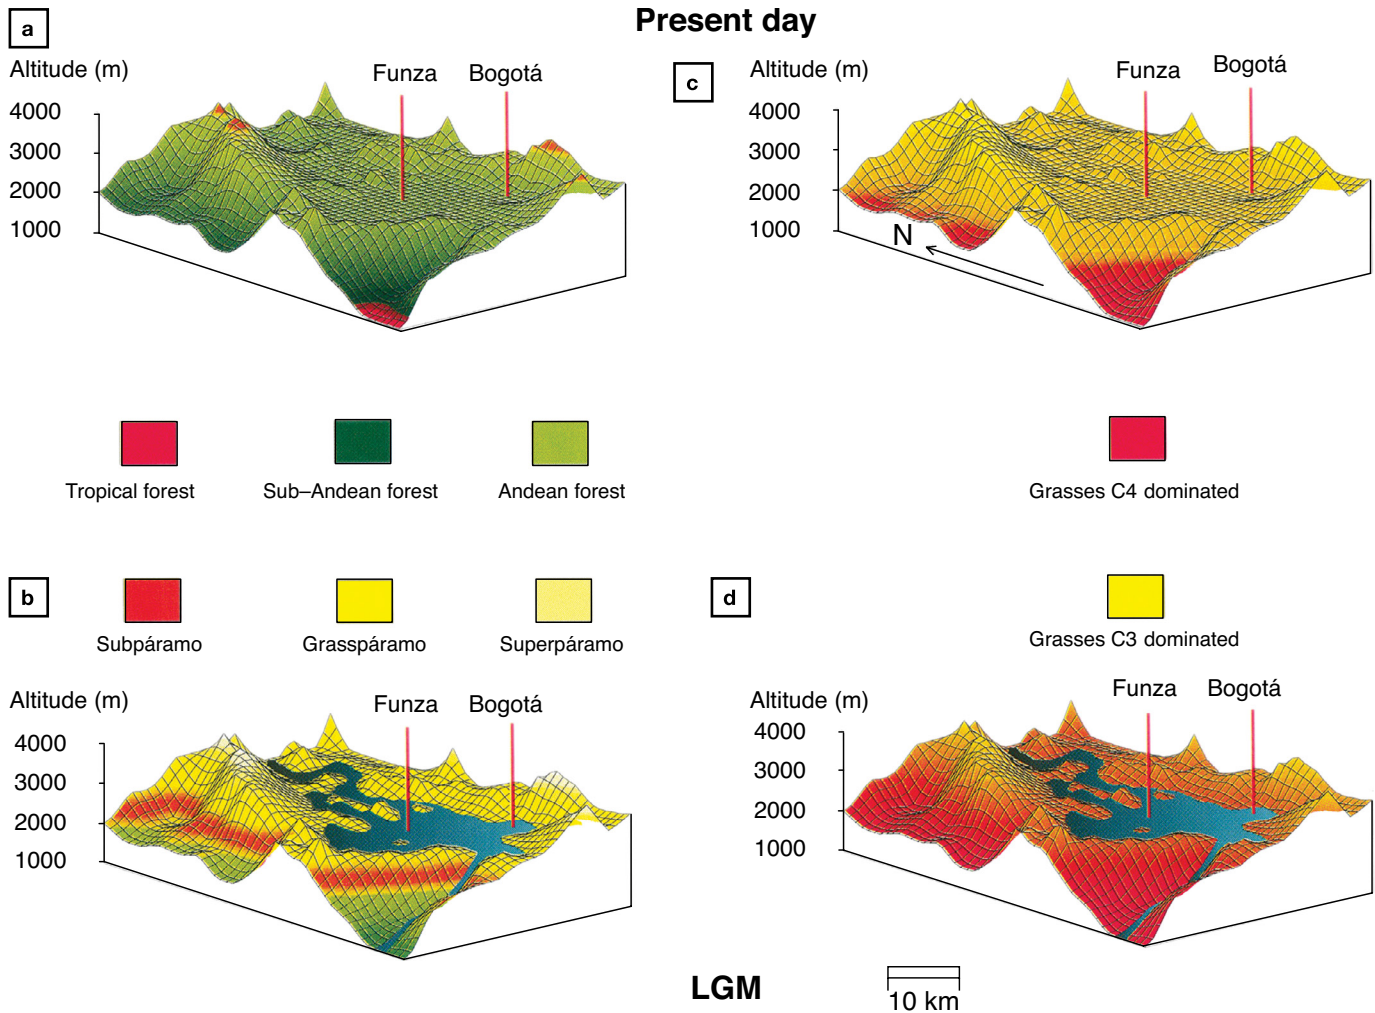 Present day
a
Altitude (m)
Funza
Bogotá
4000
3000
2000
1000
c
Altitude (m)
Funza
Bogotá
4000
3000
2000
1000
N
Tropical forest
Sub–Andean forest
Andean forest
Grasses C4 dominated
b
Subpáramo
Grasspáramo
Superpáramo
d
Grasses C3 dominated
Altitude (m)
Funza
Bogotá
4000
3000
2000
1000
Altitude (m)
Funza
Bogotá
4000
3000
2000
1000
LGM
10 km